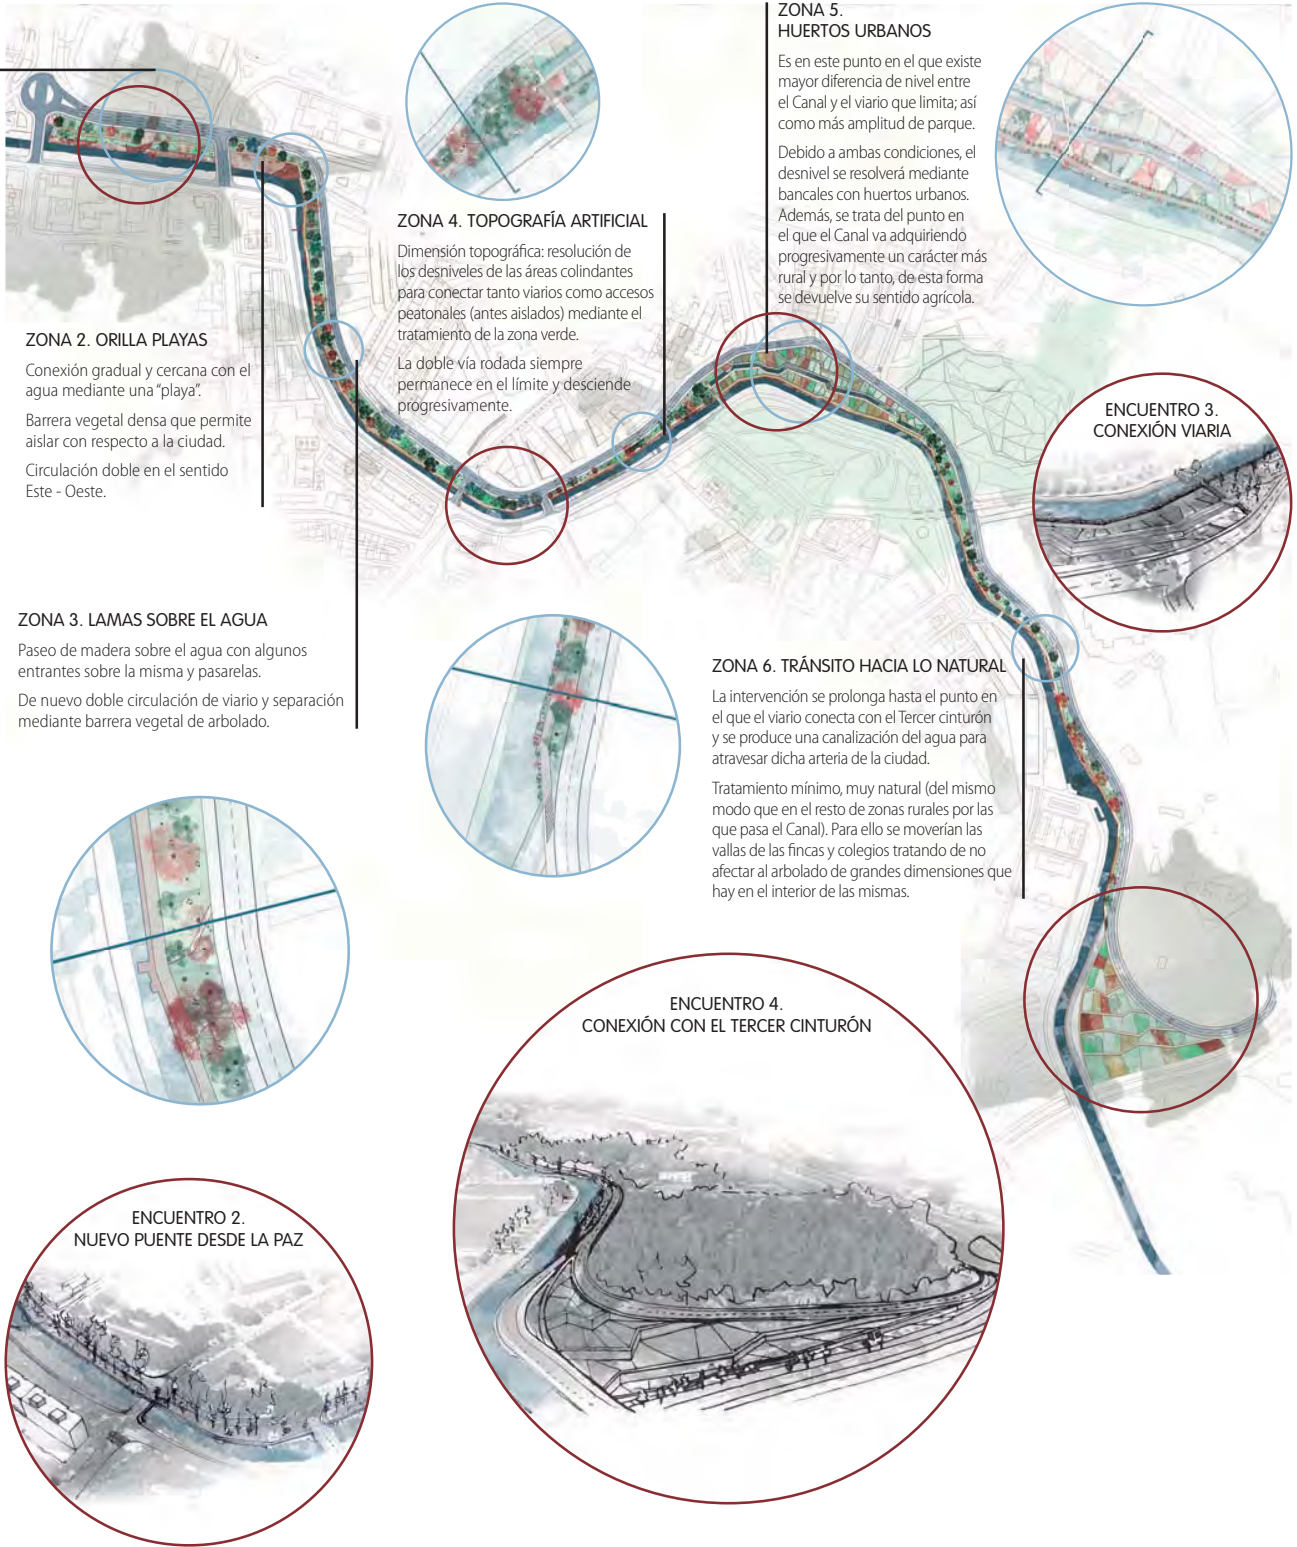 ZONA 5.
HUERTOS URBANOS
Es en este punto en el que existe
mayor diferencia de nivel entre
el Canal y el viario que limita; así
como más amplitud de parque.
Debido a ambas condiciones, el
desnivel se resolverá mediante
bancales con huertos urbanos.
Además, se trata del punto en
el que el Canal va adquiriendo
progresivamente un carácter más
rural y por lo tanto, de esta forma
se devuelve su sentido agrícola.
ZONA 4. TOPOGRAFÍA ARTIFICIAL
Dimensión topográfica: resolución de
los desniveles de las áreas colindantes
para conectar tanto viarios como accesos
peatonales (antes aislados) mediante el
tratamiento de la zona verde.
La doble vía rodada siempre
permanece en el límite y desciende
progresivamente.
ZONA 2. ORILLA PLAYAS
Conexión gradual y cercana con el
agua mediante una “playa”.
Barrera vegetal densa que permite
aislar con respecto a la ciudad.
Circulación doble en el sentido
Este - Oeste.
ENCUENTRO 3.
CONEXIÓN VIARIA
ZONA 3. LAMAS SOBRE EL AGUA
Paseo de madera sobre el agua con algunos
entrantes sobre la misma y pasarelas.
De nuevo doble circulación de viario y separación
mediante barrera vegetal de arbolado.
ZONA 6. TRÁNSITO HACIA LO NATURAL
La intervención se prolonga hasta el punto en
el que el viario conecta con el Tercer cinturón
y se produce una canalización del agua para
atravesar dicha arteria de la ciudad.
Tratamiento mínimo, muy natural (del mismo
modo que en el resto de zonas rurales por las
que pasa el Canal). Para ello se moverían las
vallas de las fincas y colegios tratando de no
afectar al arbolado de grandes dimensiones que
hay en el interior de las mismas.
ENCUENTRO 4.
CONEXIÓN CON EL TERCER CINTURÓN
ENCUENTRO 2.
NUEVO PUENTE DESDE LA PAZ